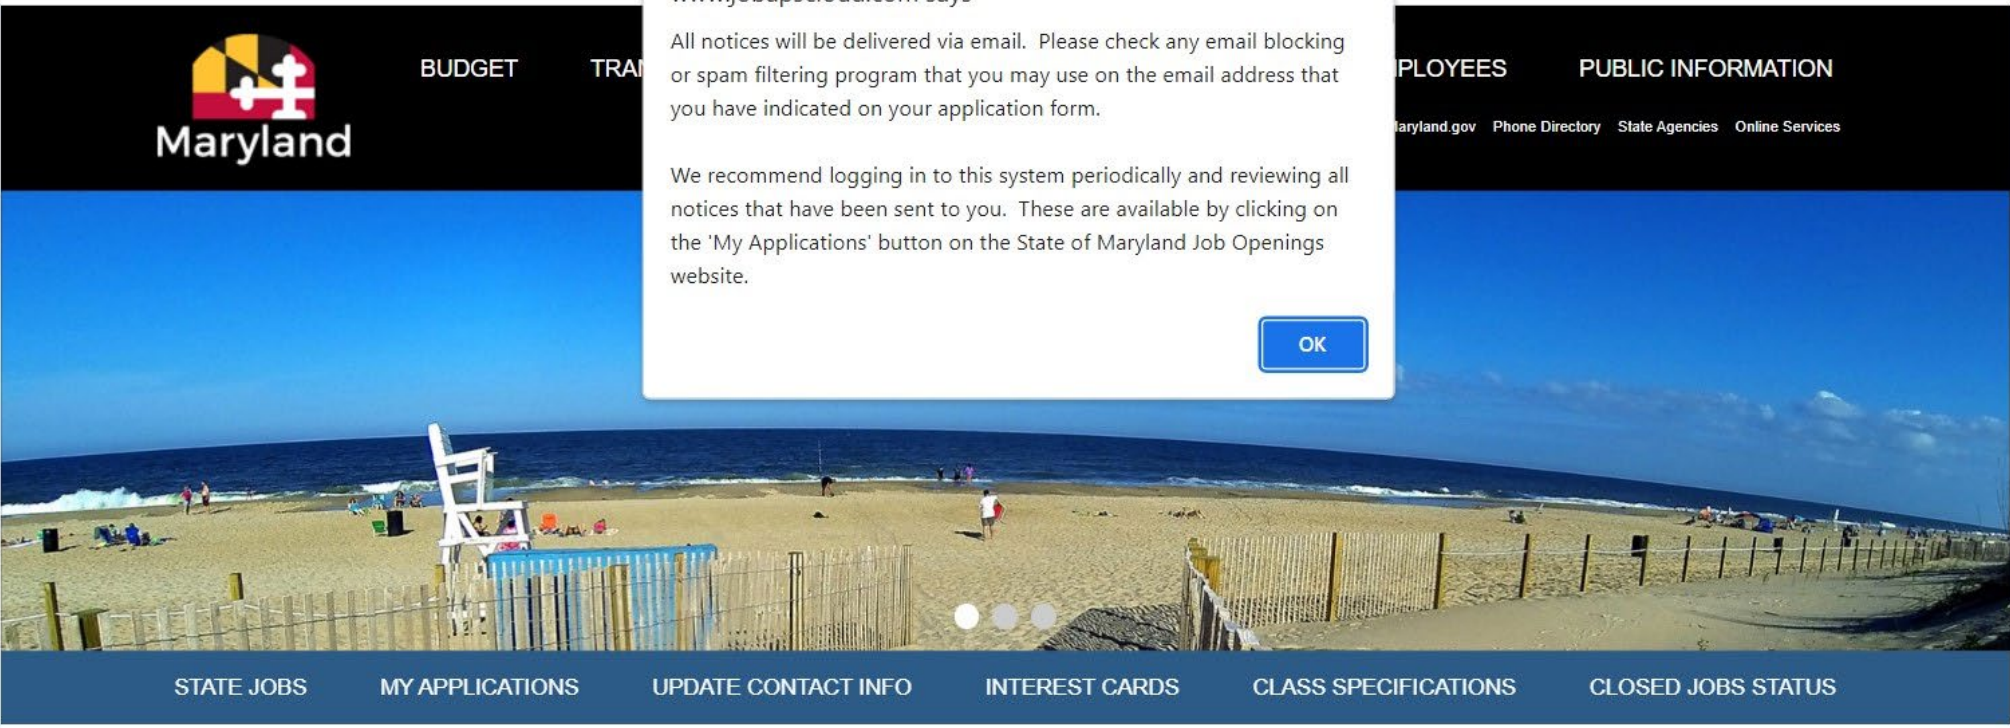 All notices will be delivered via email.  Please check any email blocking
or spam filtering program that you may use on the email address that
you have indicated on your application form.
We recommend logging in to this system periodically and reviewing all
notices that have been sent to you.  These are available by clicking on
the 'My Applications' button on the State of Maryland Job Openings
website.
OK
Maryland
BUDGET
PUBLIC INFORMATION
Phone Directory State Agencies Online Services
STATE JOBS MY APPLICATIONS UPDATE CONTACT INFO INTEREST CARDS CLASS SPECIFICATIONS CLOSED JOBS STATUS